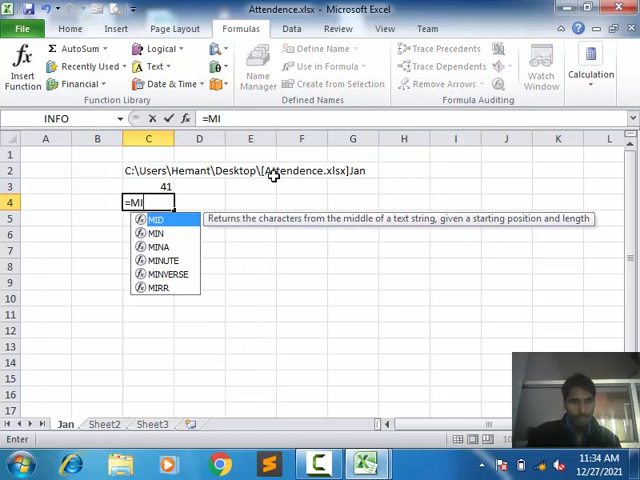 Attendence.xlsx - Microsoft Excel
File Home Insert Page Layout Formulas Data Review View
Insert Function
AutoSum
Recently Used
Financial
Logical
Text
Date & Time
Function Library
Name Manager
Define Name
Use in Formula
Create from Selection
Defined Names
Trace Precedents
Trace Dependents
Remove Arrows
Formula Auditing
Watch Window
Calculation
INFO fx =MI
A B C D E F G H I J K L
1
2 C:\Users\Hemant\Desktop\[Attendence.xlsx]Jan
3 41
4 =MI
5 MID Returns the characters from the middle of a text string, given a starting position and length
6 MIN
7 MINA
MINUTE
8 MINVERSE
9 MIRR
10
11
12
13
14
15
16
17
Jan Sheet2 Sheet3
Enter
11:34 AM
12/27/2021